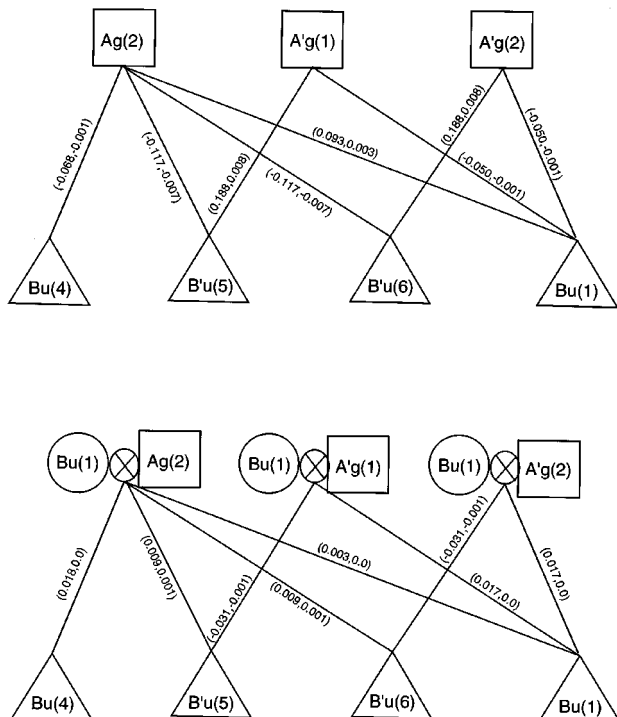 Ag(2) A'g(1) A'g(2)
(-0.068,-0.001) (-0.117,-0.007) (0.188,0.008) (-0.117,-0.007) (0.093,0.003) (0.188,0.008) (-0.050,-0.001) (-0.050,-0.001)
Bu(4) B'u(5) B'u(6) Bu(1)
Bu(1) Ag(2) Bu(1) A'g(1) Bu(1) A'g(2)
(0.018,0.0) (0.009,0.001) (-0.031,-0.001) (0.009,0.001) (0.003,0.0) (-0.031,-0.001) (0.017,0.0) (0.017,0.0)
Bu(4) B'u(5) B'u(6) Bu(1)